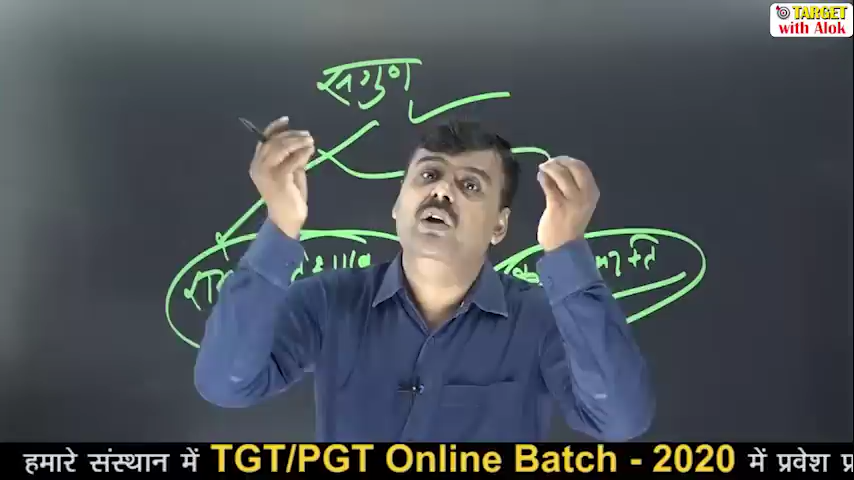 TARGET
with Alok
सगुण
हमारे संस्थान में TGT/PGT Online Batch - 2020 में प्रवेश प्र